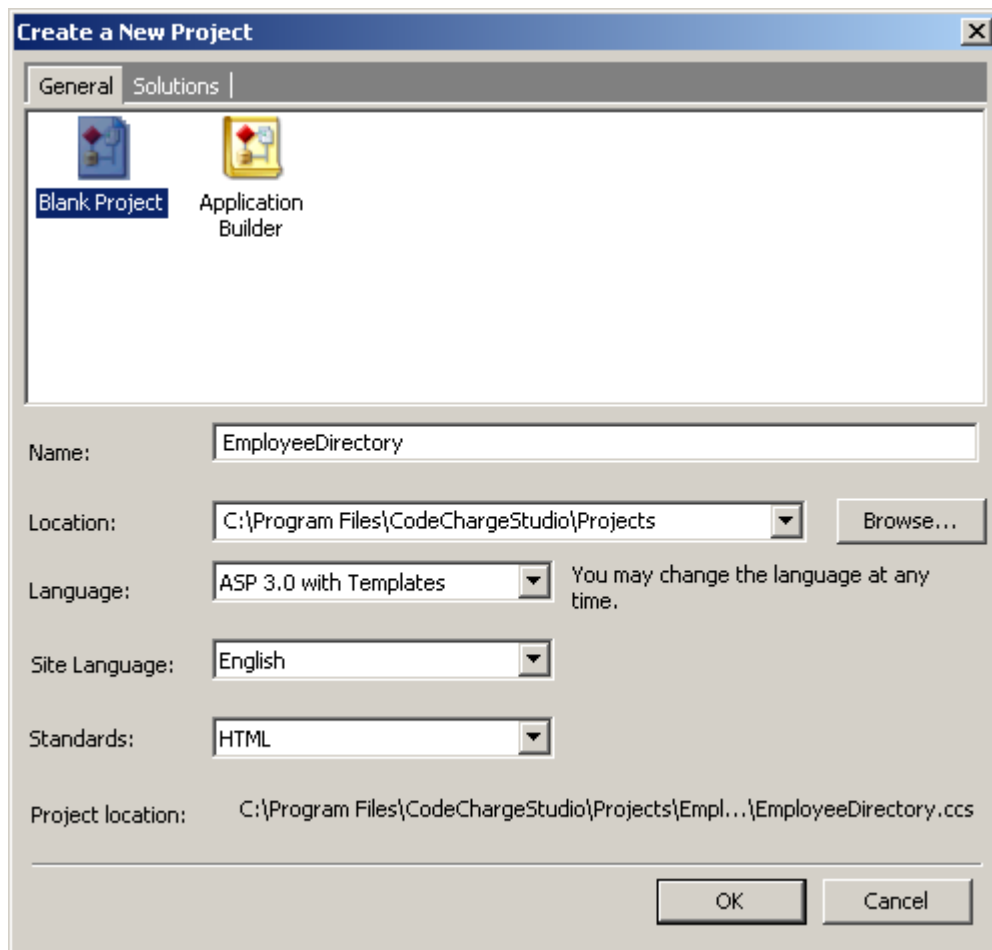 Create a New Project
General Solutions
Blank Project
Application
Builder
Name: EmployeeDirectory
Location: C:\Program Files\CodeChargeStudio\Projects Browse...
Language: ASP 3.0 with Templates You may change the language at any
time.
Site Language: English
Standards: HTML
Project location: C:\Program Files\CodeChargeStudio\Projects\Empl...\EmployeeDirectory.ccs
OK Cancel